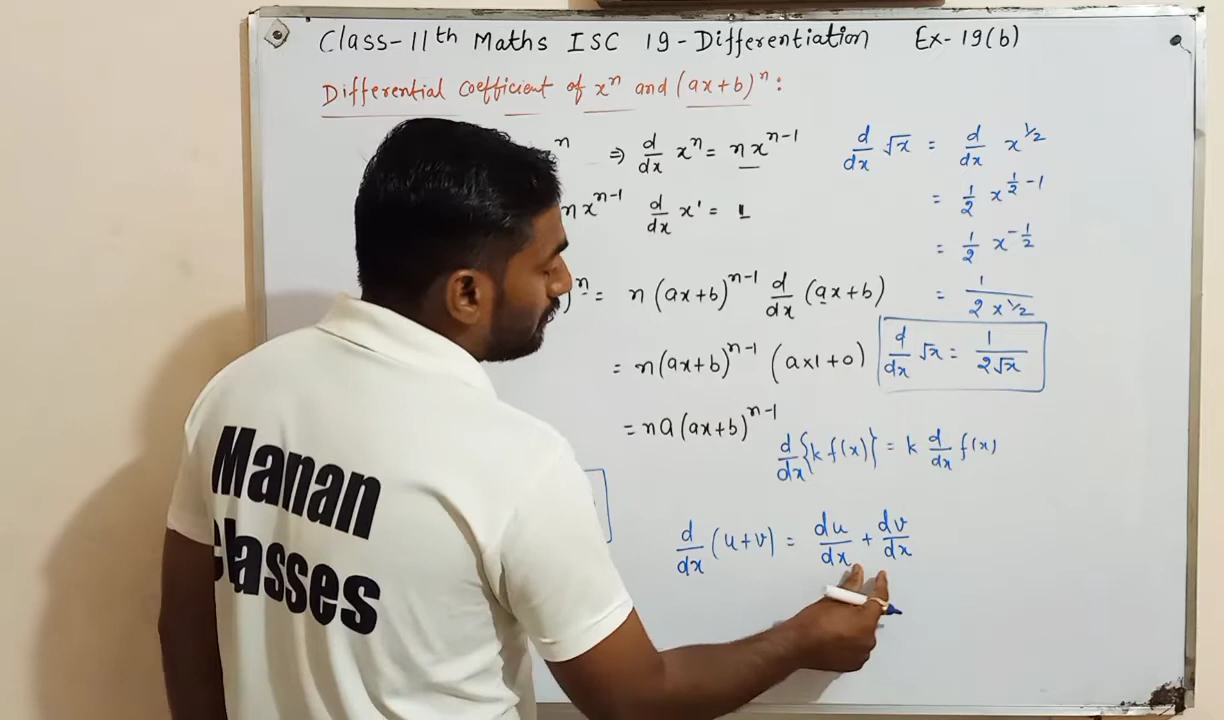 Class-11th Maths ISC 19-Differentiation Ex-19(b)
Differential coefficient of xⁿ and (ax+b)ⁿ:
n ⇒ d/dx xⁿ = nxⁿ⁻¹
nxⁿ⁻¹ d/dx x' = 1
)ⁿ = n(ax+b)ⁿ⁻¹ d/dx (ax+b)
= n(ax+b)ⁿ⁻¹ (a×1+0)
= na(ax+b)ⁿ⁻¹
d/dx √x = d/dx x^1/2
= 1/2 x^(1/2 - 1)
= 1/2 x^(-1/2)
= 1/(2x^1/2)
d/dx √x = 1/(2√x)
d/dx {k f(x)} = k d/dx f(x)
d/dx (u+v) = du/dx + dv/dx
Manan
classes